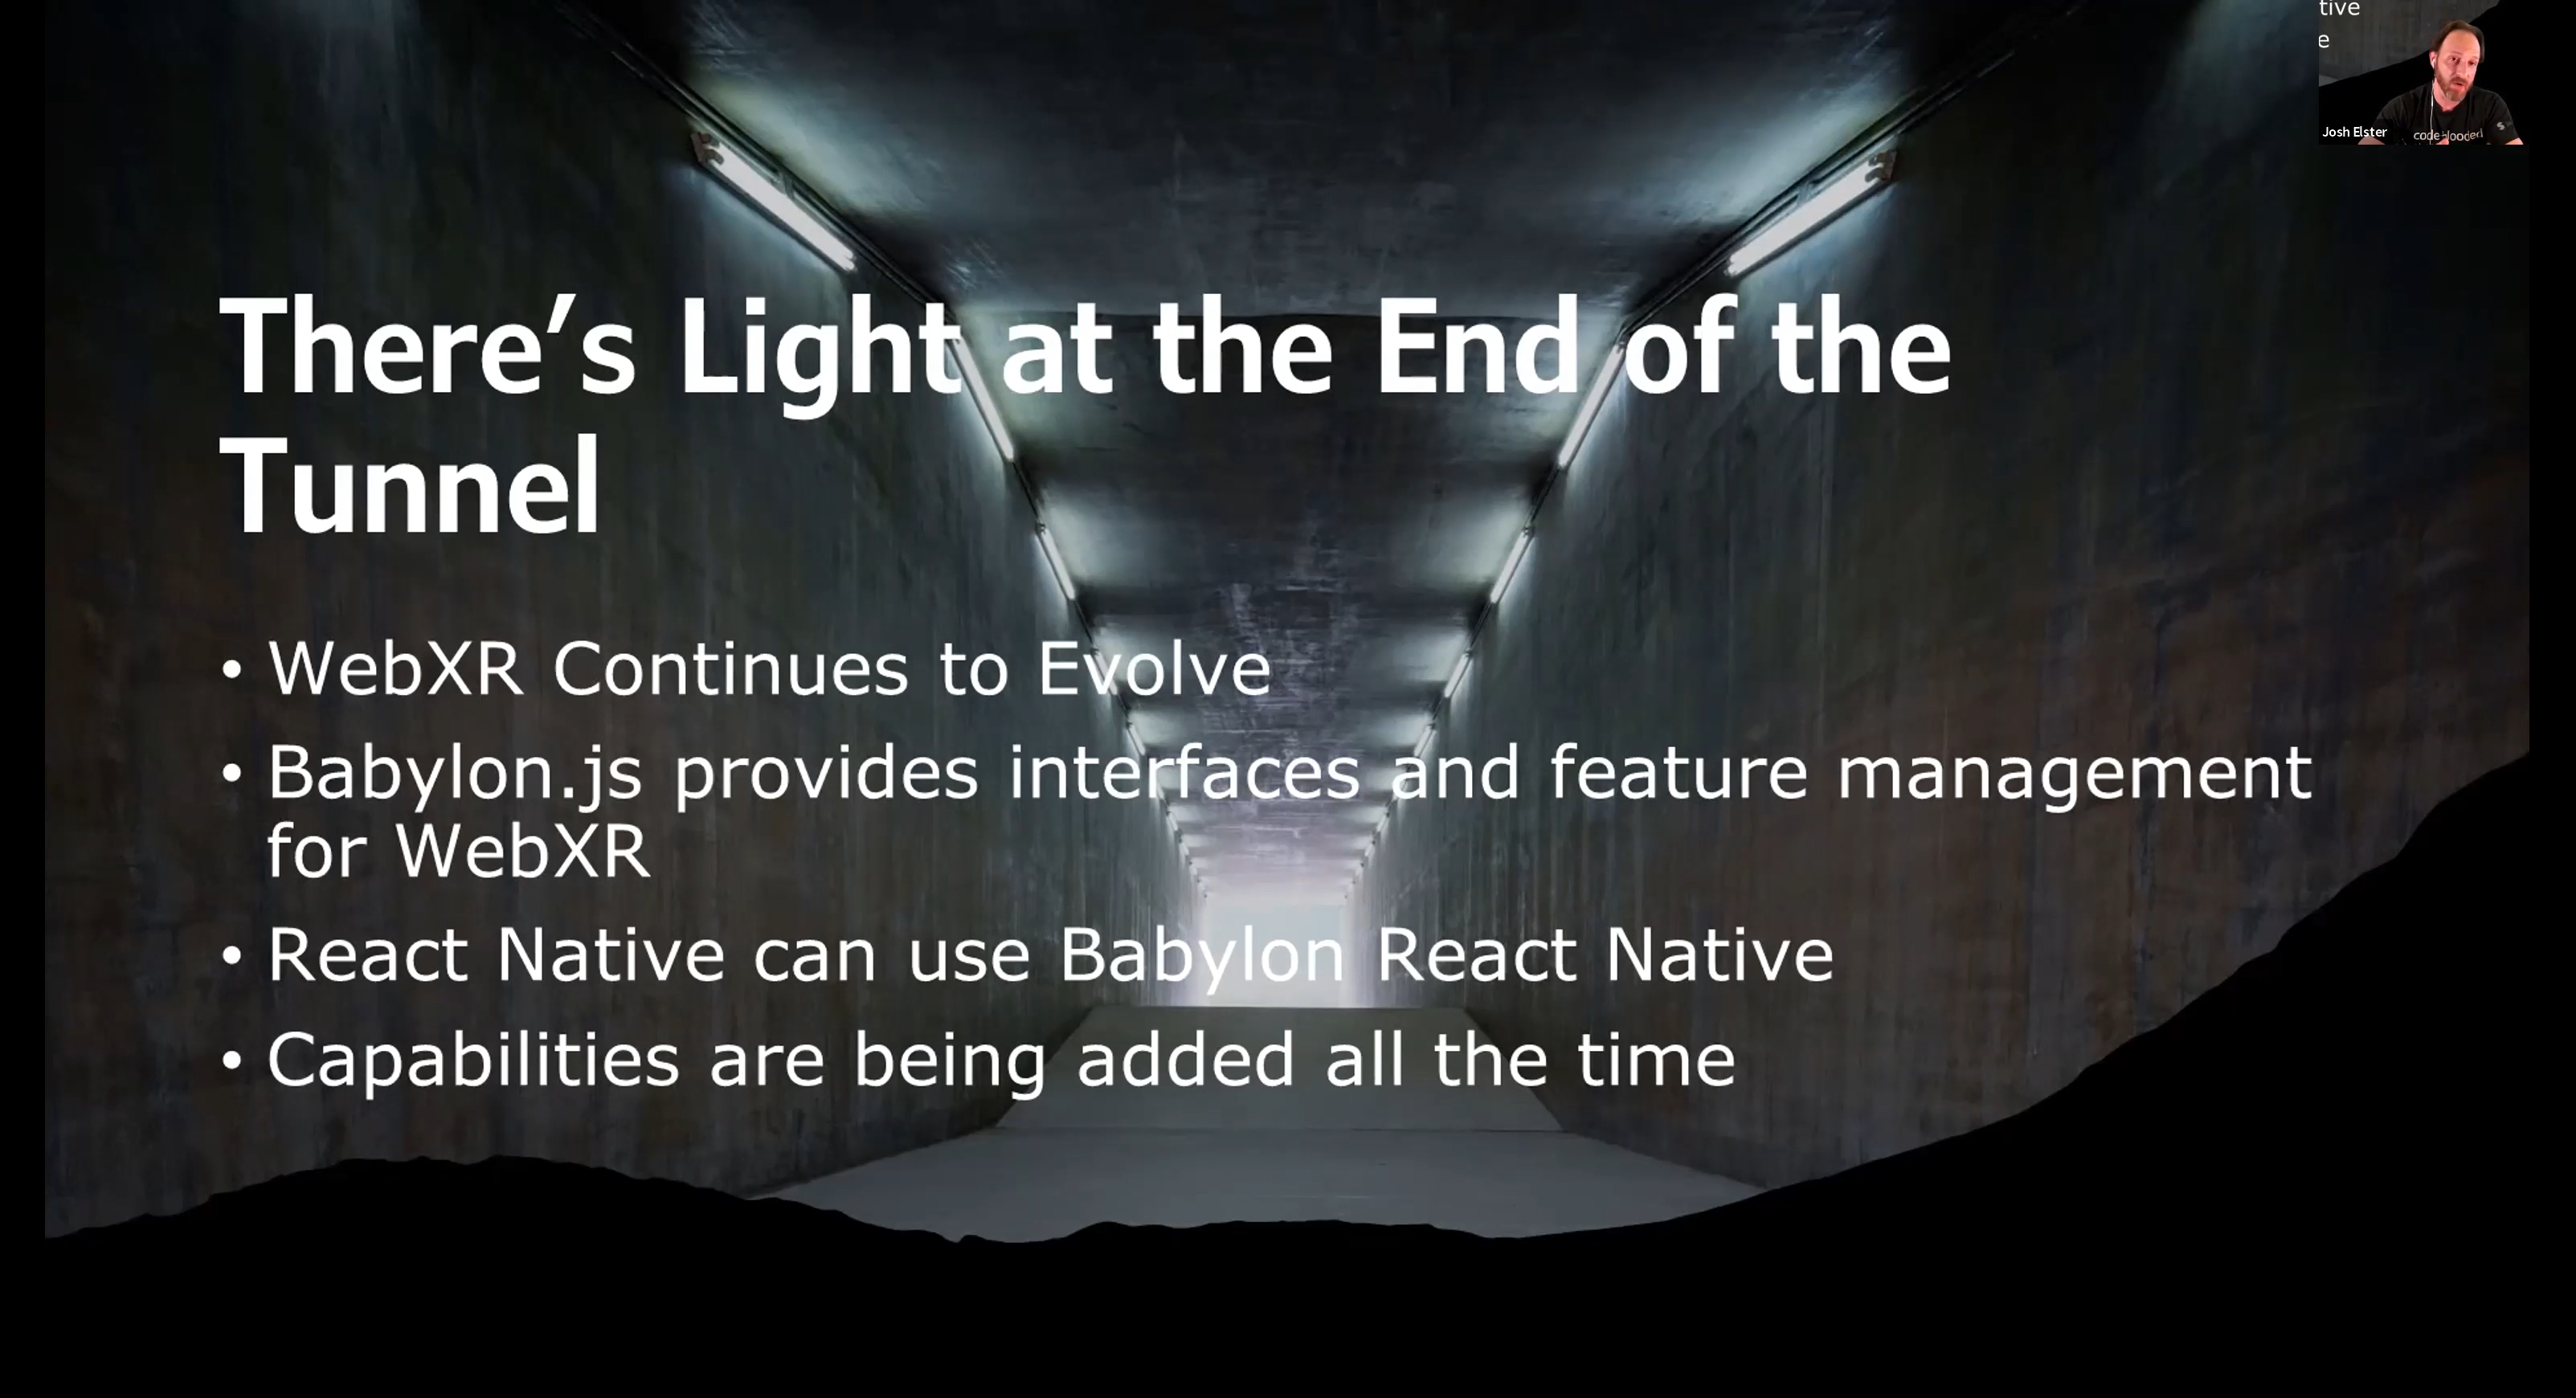 tive
e
Josh Elster
There’s Light at the End of the
Tunnel
• WebXR Continues to Evolve
• Babylon.js provides interfaces and feature management
for WebXR
• React Native can use Babylon React Native
• Capabilities are being added all the time